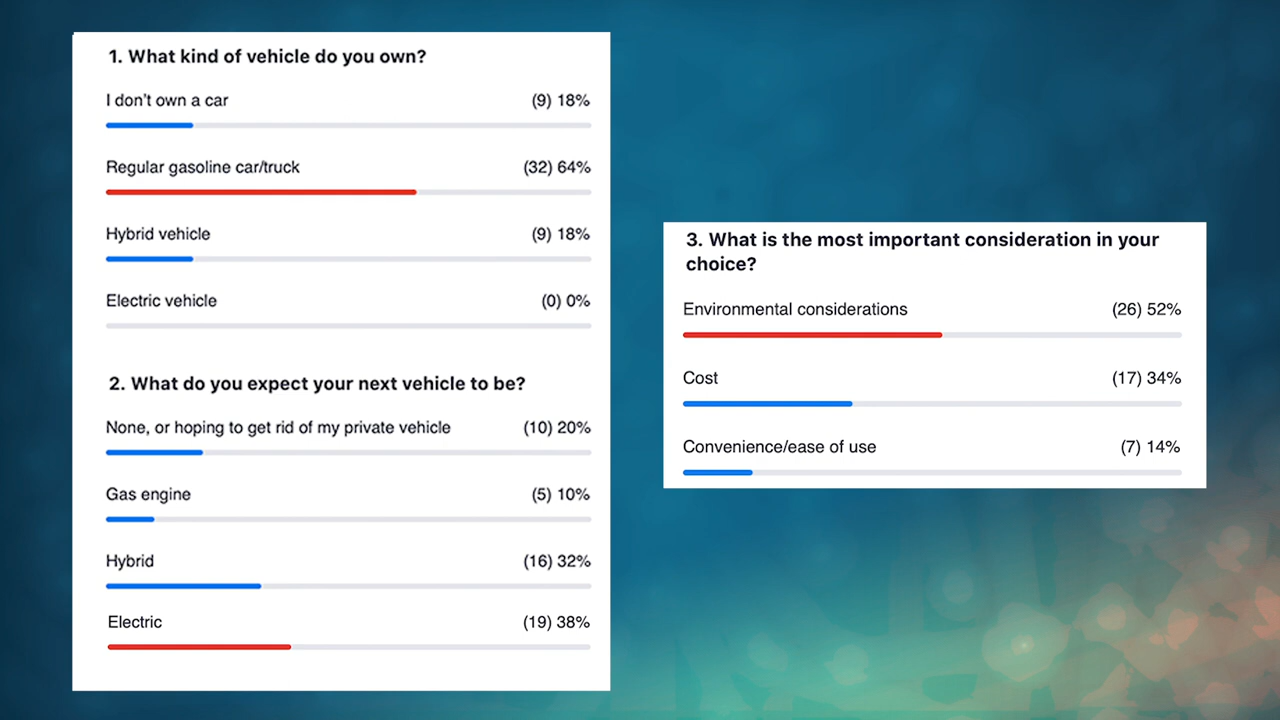 1. What kind of vehicle do you own?
I don't own a car (9) 18%
Regular gasoline car/truck (32) 64%
Hybrid vehicle (9) 18%
Electric vehicle (0) 0%
2. What do you expect your next vehicle to be?
None, or hoping to get rid of my private vehicle (10) 20%
Gas engine (5) 10%
Hybrid (16) 32%
Electric (19) 38%
3. What is the most important consideration in your
choice?
Environmental considerations (26) 52%
Cost (17) 34%
Convenience/ease of use (7) 14%